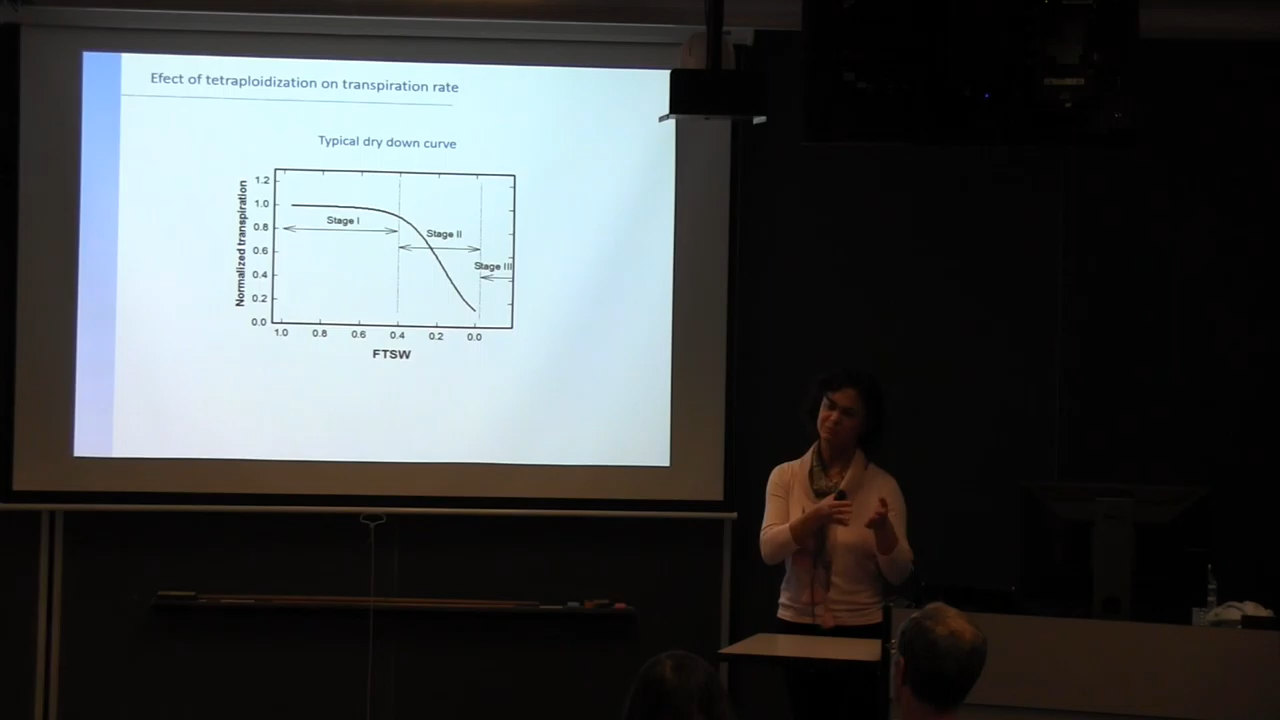 Efect of tetraploidization on transpiration rate
Typical dry down curve
Normalized transpiration
1.2
1.0
0.8
0.6
0.4
0.2
0.0
Stage I
Stage II
Stage III
1.0 0.8 0.6 0.4 0.2 0.0
FTSW